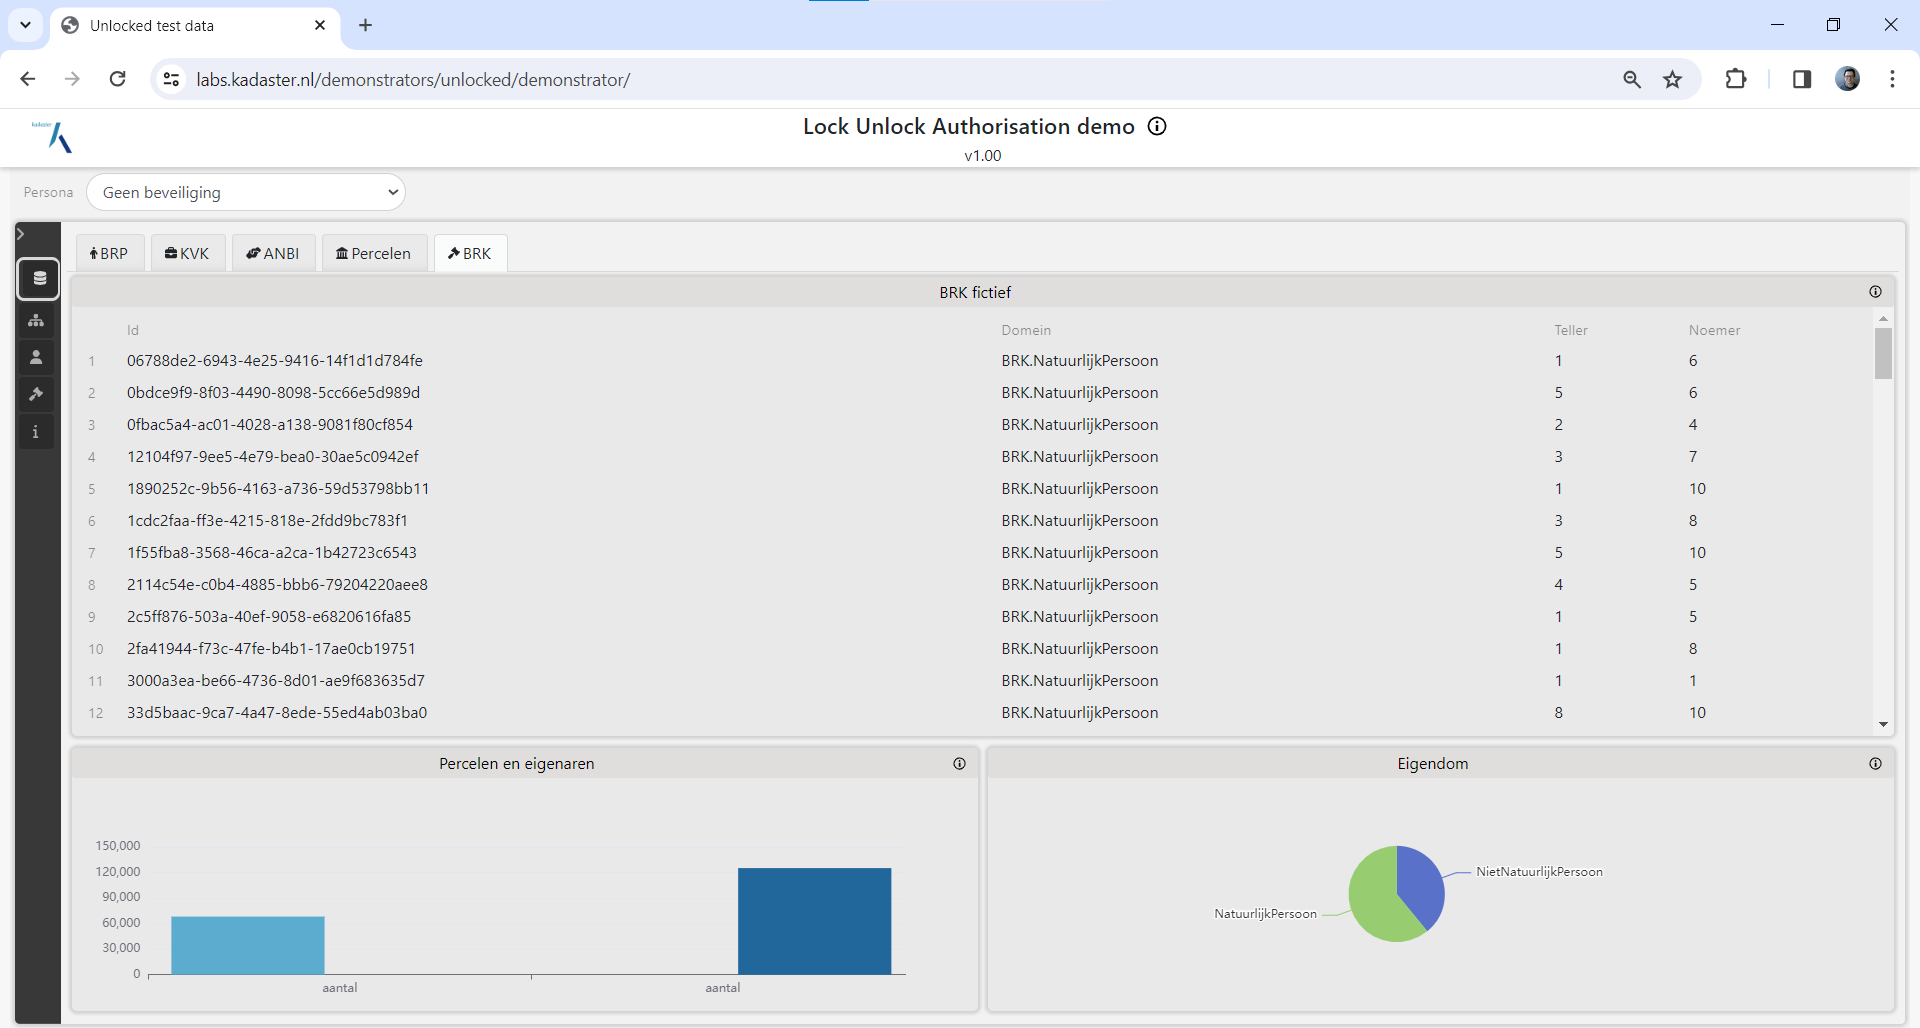 Unlocked test data
labs.kadaster.nl/demonstrators/unlocked/demonstrator/
kadaster
Lock Unlock Authorisation demo
v1.00
Persona Geen beveiliging
BRP KVK ANBI Percelen BRK
BRK fictief
Id Domein Teller Noemer
1 06788de2-6943-4e25-9416-14f1d1d784fe BRK.NatuurlijkPersoon 1 6
2 0bdce9f9-8f03-4490-8098-5cc66e5d989d BRK.NatuurlijkPersoon 5 6
3 0fbac5a4-ac01-4028-a138-9081f80cf854 BRK.NatuurlijkPersoon 2 4
4 12104f97-9ee5-4e79-bea0-30ae5c0942ef BRK.NatuurlijkPersoon 3 7
5 1890252c-9b56-4163-a736-59d53798bb11 BRK.NatuurlijkPersoon 1 10
6 1cdc2faa-ff3e-4215-818e-2fdd9bc783f1 BRK.NatuurlijkPersoon 3 8
7 1f55fba8-3568-46ca-a2ca-1b42723c6543 BRK.NatuurlijkPersoon 5 10
8 2114c54e-c0b4-4885-bbb6-79204220aee8 BRK.NatuurlijkPersoon 4 5
9 2c5ff876-503a-40ef-9058-e6820616fa85 BRK.NatuurlijkPersoon 1 5
10 2fa41944-f73c-47fe-b4b1-17ae0cb19751 BRK.NatuurlijkPersoon 1 8
11 3000a3ea-be66-4736-8d01-ae9f683635d7 BRK.NatuurlijkPersoon 1 1
12 33d5baac-9ca7-4a47-8ede-55ed4ab03ba0 BRK.NatuurlijkPersoon 8 10
Percelen en eigenaren
150,000
120,000
90,000
60,000
30,000
0
aantal aantal
Eigendom
NietNatuurlijkPersoon
NatuurlijkPersoon